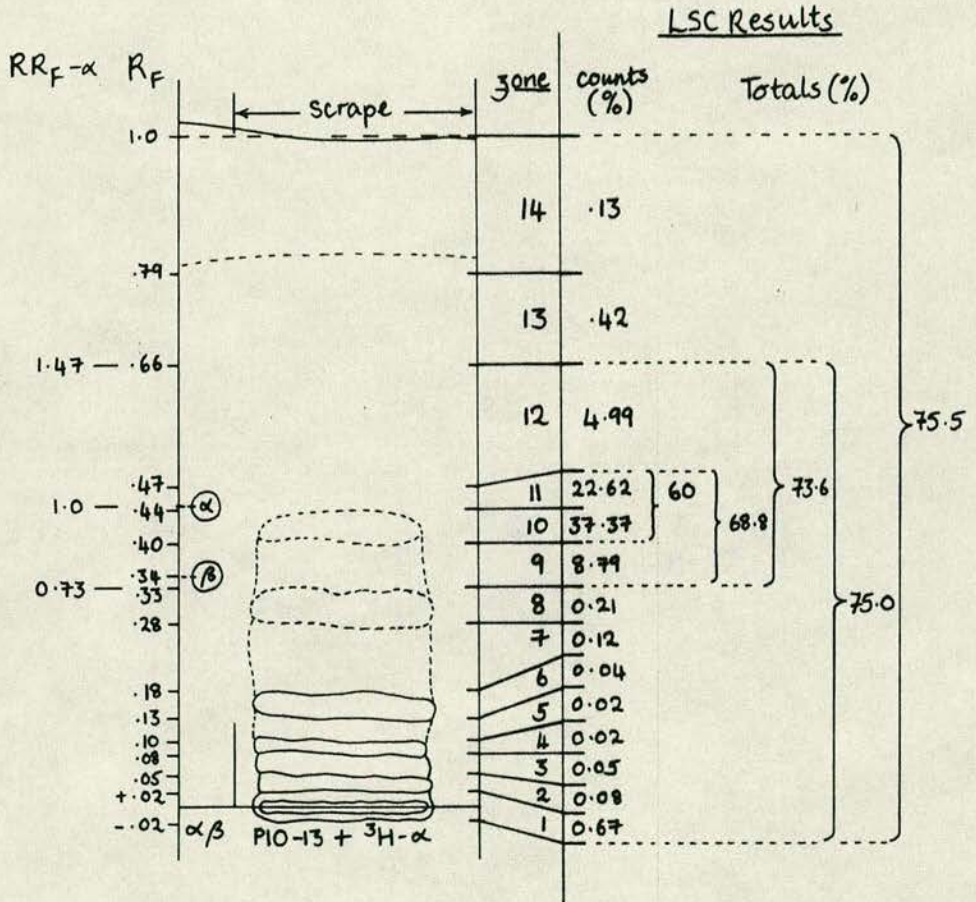 LSC Results
RRF-α RF zone counts (%) Totals (%)
scrape
1.0
14 .13
.79
13 .42
1.47 — .66
12 4.99
75.5
.47
11 22.62 60 73.6
1.0 — .44 α
10 37.37 68.8
.40
9 8.79
.34 β
0.73 — .33
8 0.21 75.0
.28
7 0.12
6 0.04
.18
5 0.02
.13
4 0.02
.10
.08
3 0.05
.05
2 0.08
+.02
1 0.67
-.02 α/β P10-13 + ³H-α